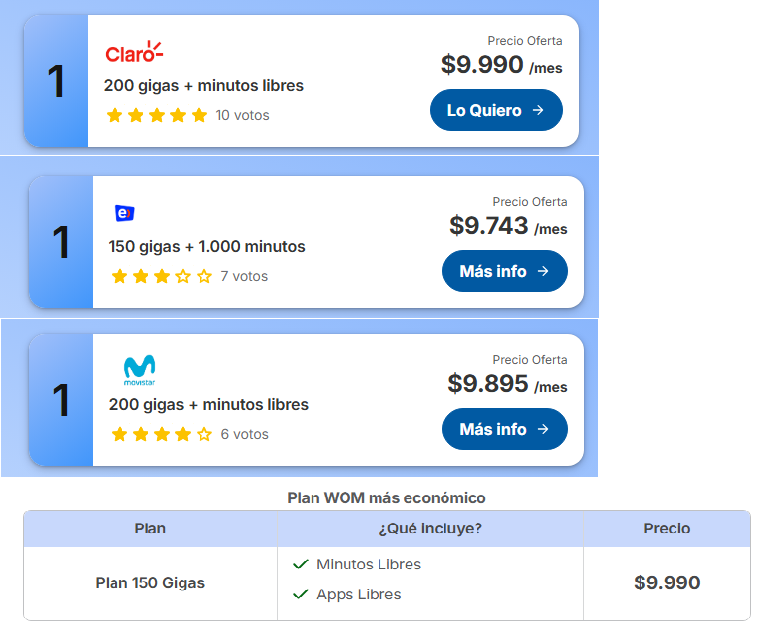 1
Claro
200 gigas + minutos libres
10 votos
Precio Oferta
$9.990 /mes
Lo Quiero →
1
e)
150 gigas + 1.000 minutos
7 votos
Precio Oferta
$9.743 /mes
Más info →
1
movistar
200 gigas + minutos libres
6 votos
Precio Oferta
$9.895 /mes
Más info →
Plan WOM más económico
Plan ¿Qué incluye? Precio
Plan 150 Gigas
Minutos Libres
Apps Libres
$9.990